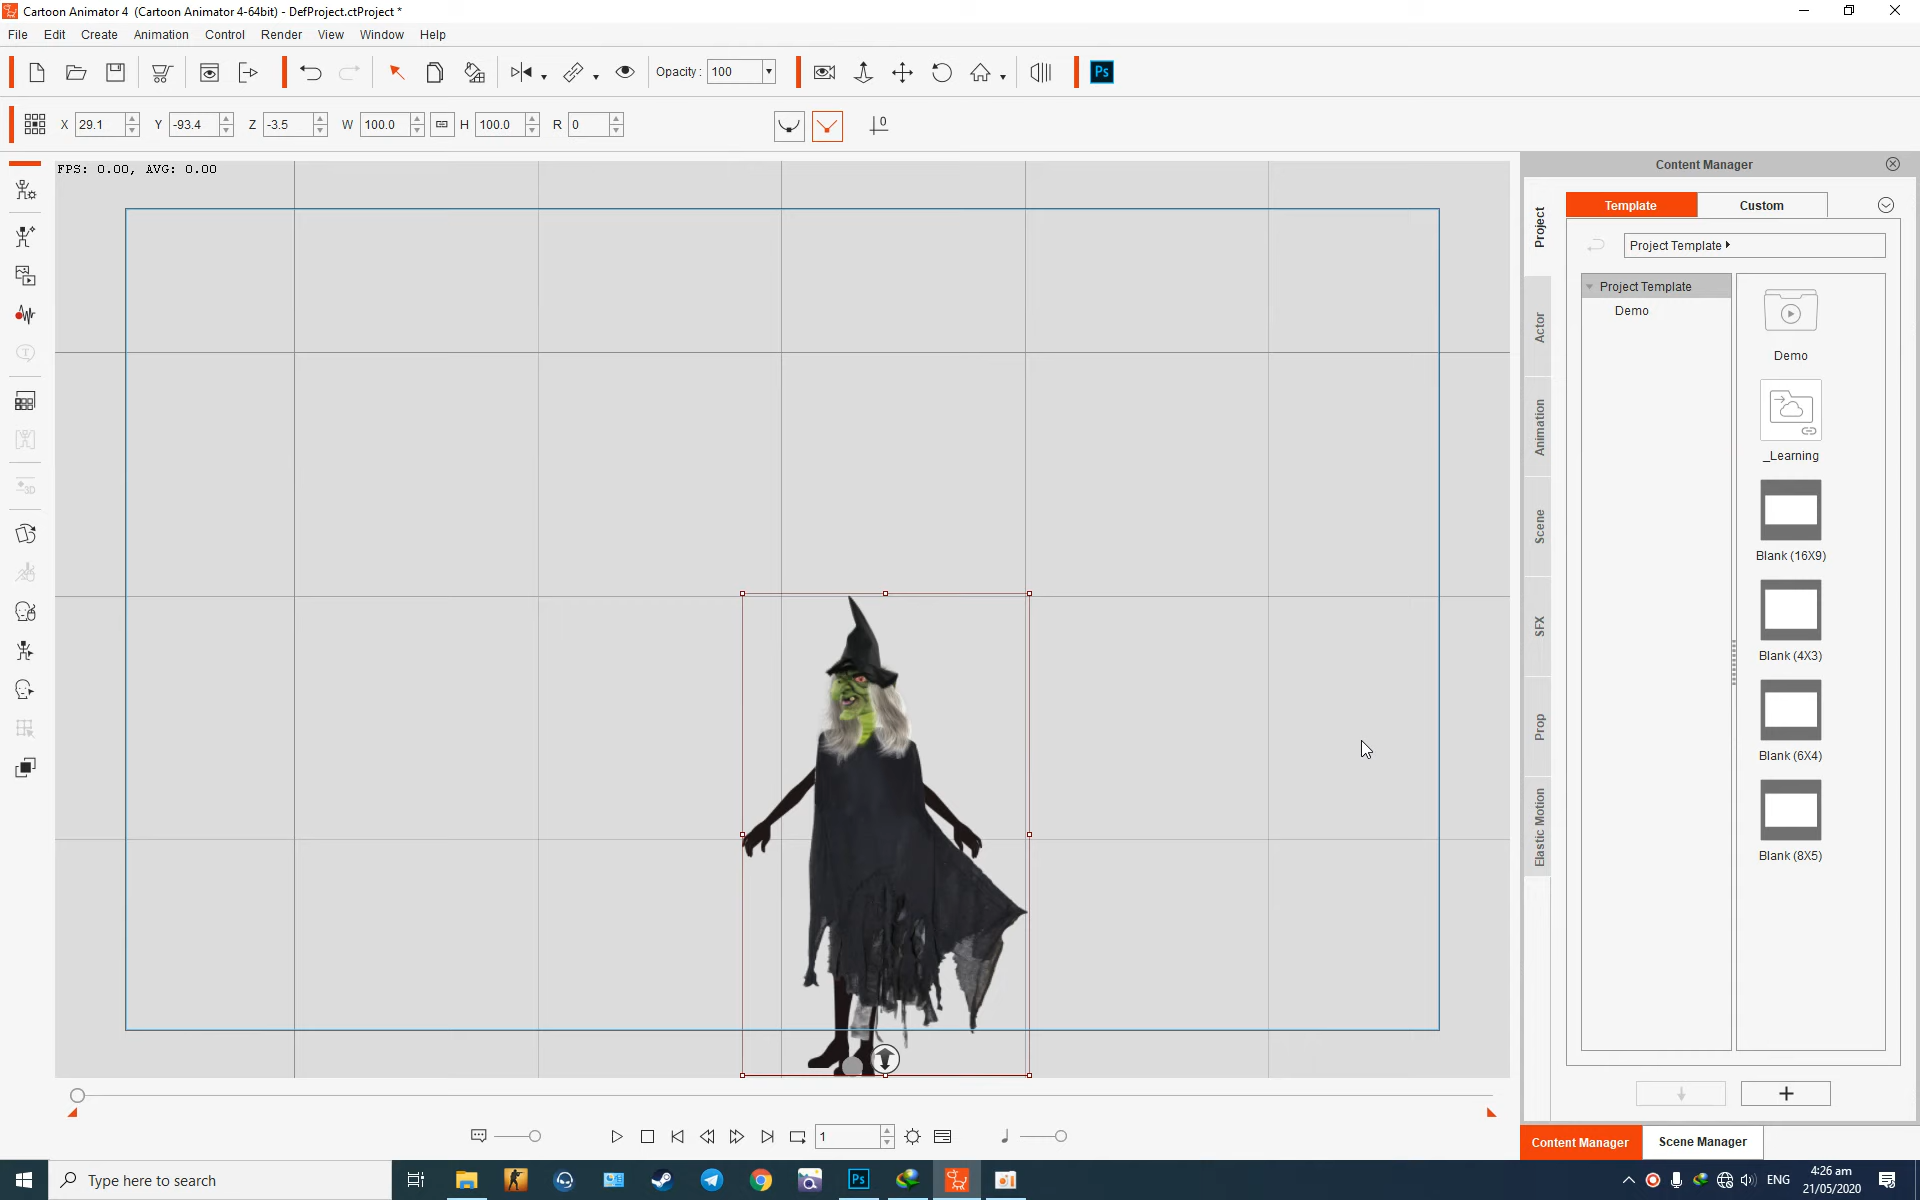 Cartoon Animator 4 (Cartoon Animator 4-64bit) - DefProject.ctProject *
File Edit Create Animation Control Render View Window Help
Opacity : 100
Ps
X 29.1 Y -93.4 Z -3.5 W 100.0 H 100.0 R 0
0
FPS: 0.00, AVG: 0.00
Content Manager
Template Custom
Project Template
Project Template
Demo
Demo
_Learning
Blank (16X9)
Blank (4X3)
Blank (6X4)
Blank (8X5)
Project
Actor
Animation
Scene
SFX
Prop
Elastic Motion
T
3D
1
Content Manager Scene Manager
Type here to search
Ps
ENG
4:26 am
21/05/2020